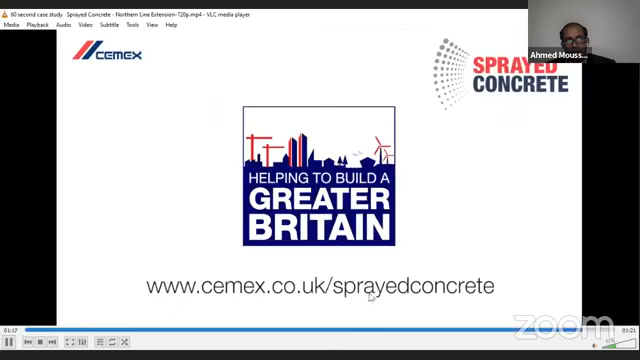 60 second case study Sprayed Concrete - Northern Line Extension-720p.mp4 - VLC media player
Media Playback Audio Video Subtitle Tools View Help
CEMEX
SPRAYED
CONCRETE
Ahmed Mouss...
HELPING TO BUILD A
GREATER
BRITAIN
www.cemex.co.uk/sprayedconcrete
01:17
01:21
zoom